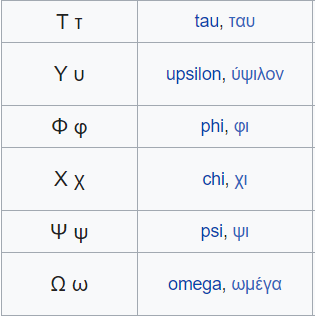 Τ τ tau, ταυ
Υ υ upsilon, ύψιλον
Φ φ phi, φι
Χ χ chi, χι
Ψ ψ psi, ψι
Ω ω omega, ωμέγα